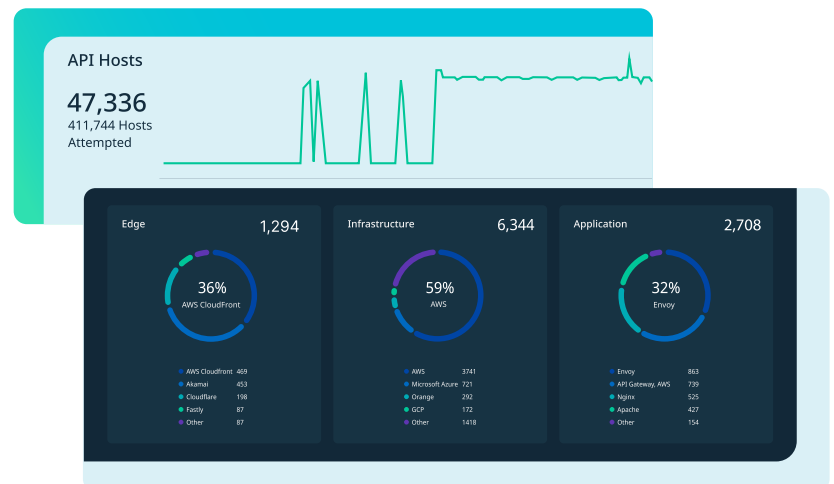 API Hosts
47,336
411,744 Hosts
Attempted
Edge 1,294
36%
AWS CloudFront
AWS Cloudfront 469
Akamai 453
Cloudflare 198
Fastly 87
Other 87
Infrastructure 6,344
59%
AWS
AWS 3741
Microsoft Azure 721
Orange 292
GCP 172
Other 1418
Application 2,708
32%
Envoy
Envoy 863
API Gateway, AWS 739
Nginx 525
Apache 427
Other 154